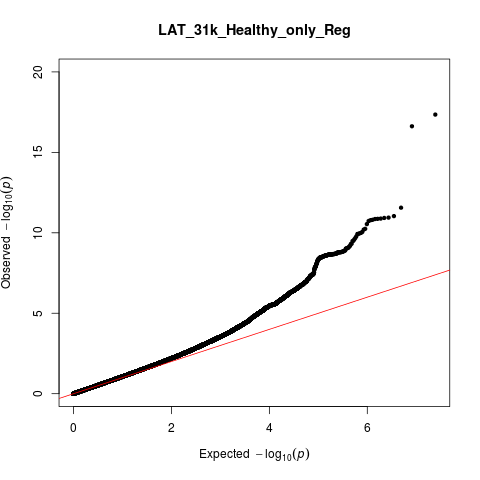 LAT_31k_Healthy_only_Reg
Observed −log10(p)
20
15
10
5
0
0 2 4 6
Expected −log10(p)